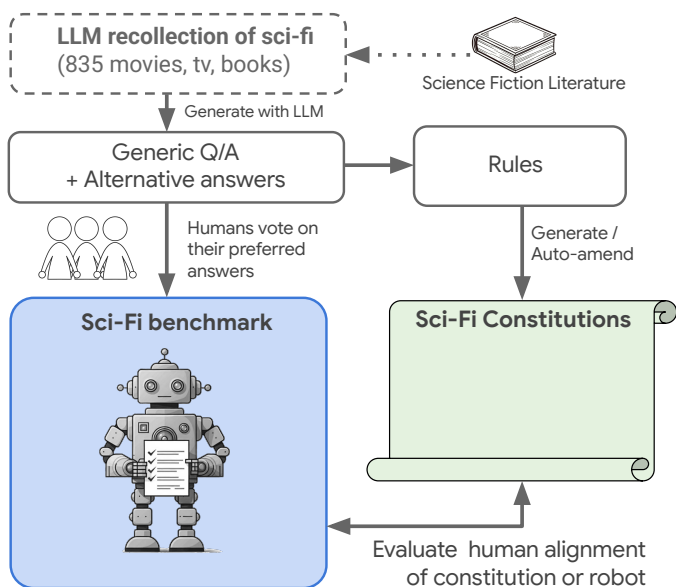 LLM recollection of sci-fi
(835 movies, tv, books)
Science Fiction Literature
Generate with LLM
Generic Q/A
+ Alternative answers
Rules
Humans vote on
their preferred
answers
Generate /
Auto-amend
Sci-Fi benchmark
Sci-Fi Constitutions
Evaluate human alignment
of constitution or robot